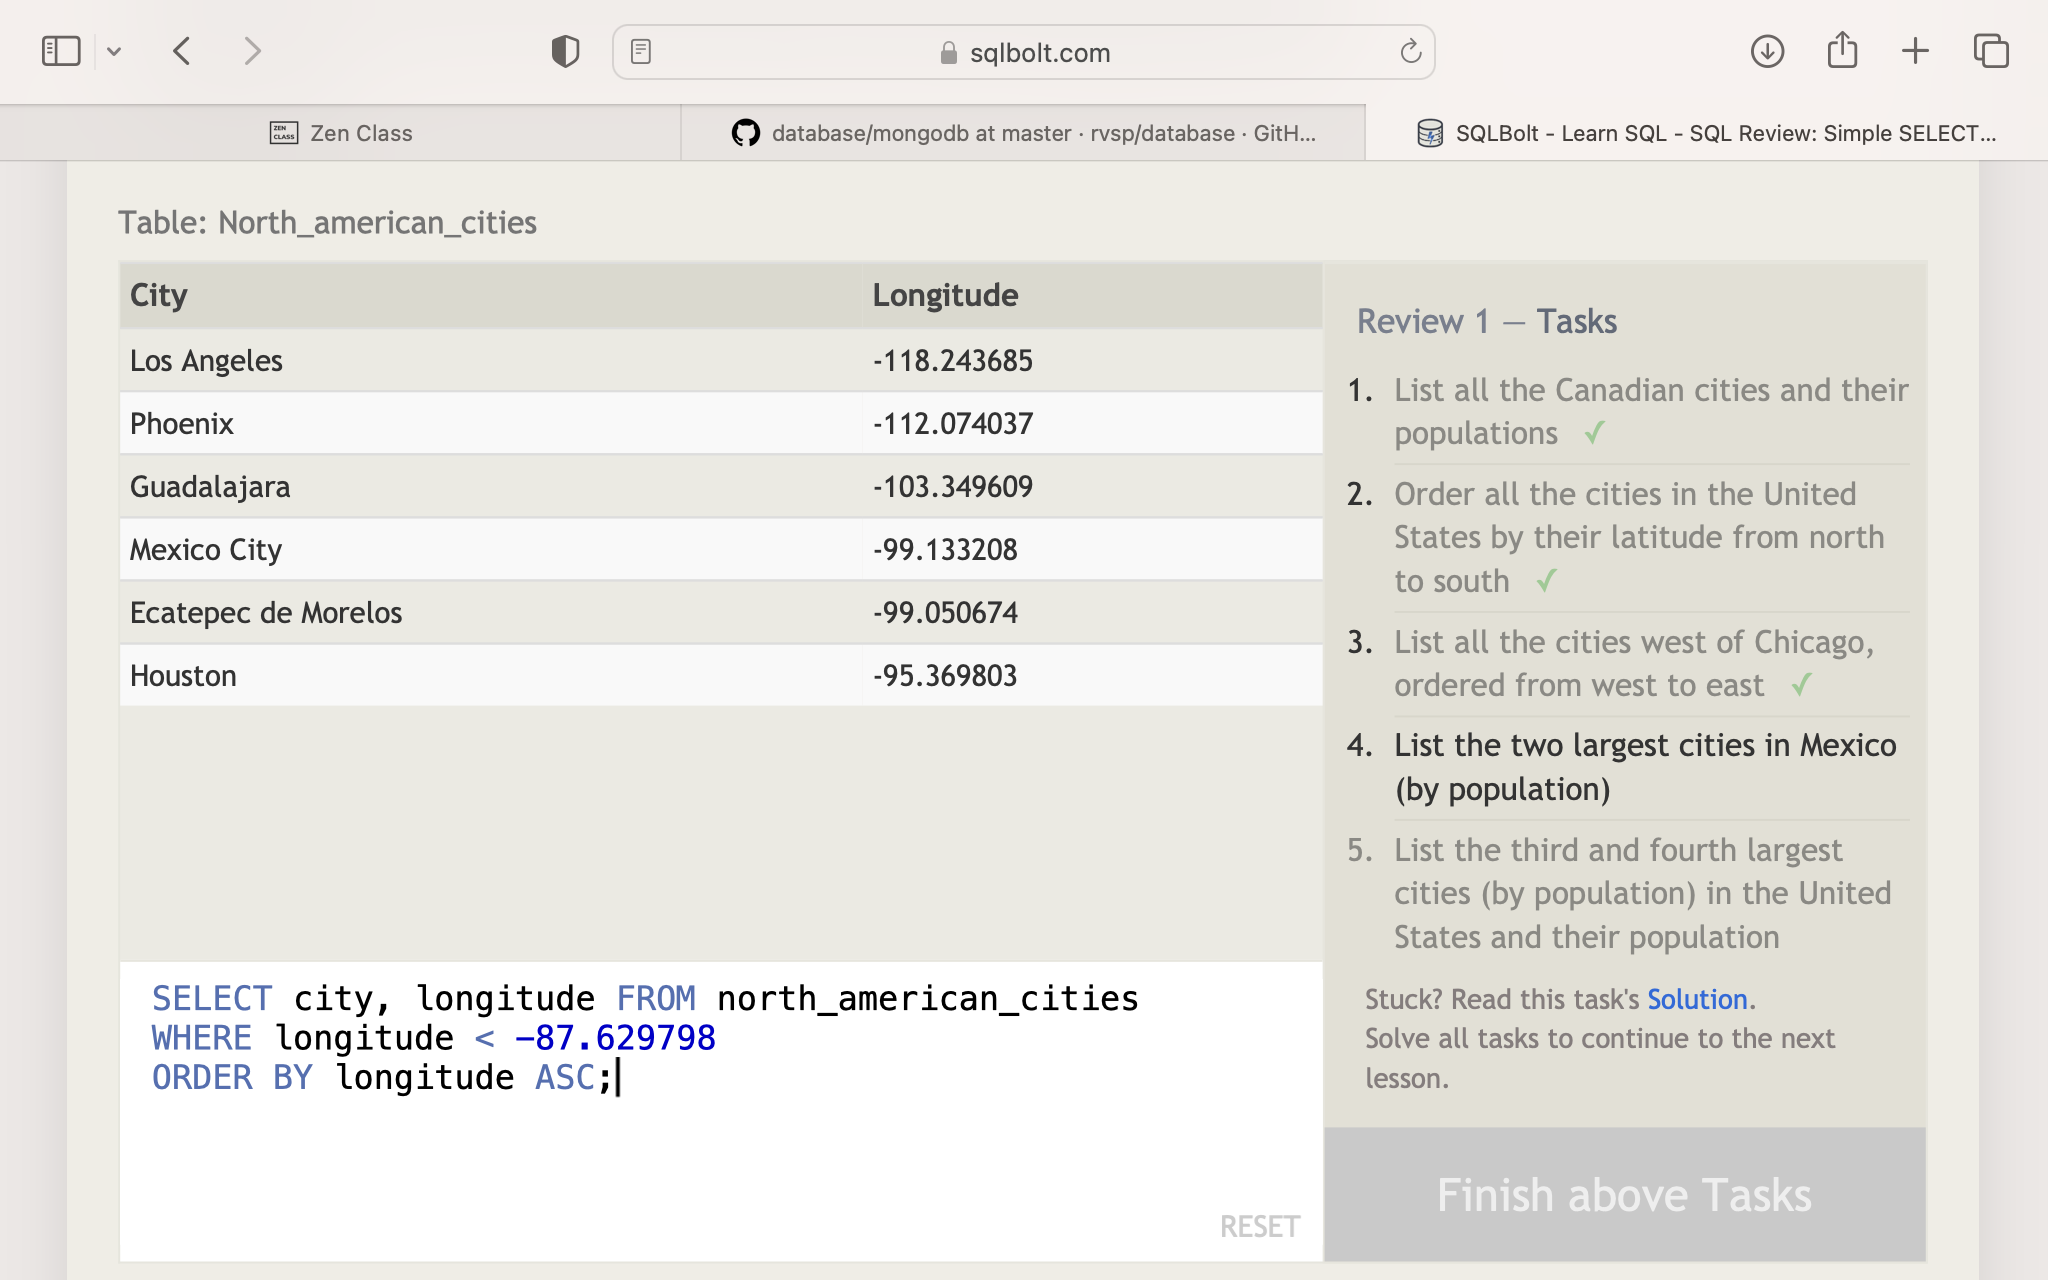 sqlbolt.com
ZEN CLASS Zen Class
database/mongodb at master · rvsp/database · GitH...
SQLBolt - Learn SQL - SQL Review: Simple SELECT...
Table: North_american_cities
City Longitude
Los Angeles -118.243685
Phoenix -112.074037
Guadalajara -103.349609
Mexico City -99.133208
Ecatepec de Morelos -99.050674
Houston -95.369803
SELECT city, longitude FROM north_american_cities
WHERE longitude < -87.629798
ORDER BY longitude ASC;
RESET
Review 1 — Tasks
1. List all the Canadian cities and their
populations ✓
2. Order all the cities in the United
States by their latitude from north
to south ✓
3. List all the cities west of Chicago,
ordered from west to east ✓
4. List the two largest cities in Mexico
(by population)
5. List the third and fourth largest
cities (by population) in the United
States and their population
Stuck? Read this task's Solution.
Solve all tasks to continue to the next
lesson.
Finish above Tasks